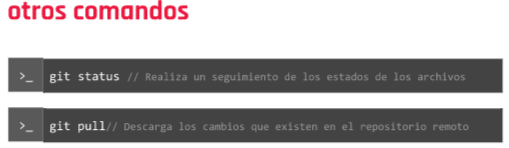 otros comandos
>_ git status // Realiza un seguimiento de los estados de los archivos
>_ git pull// Descarga los cambios que existen en el repositorio remoto